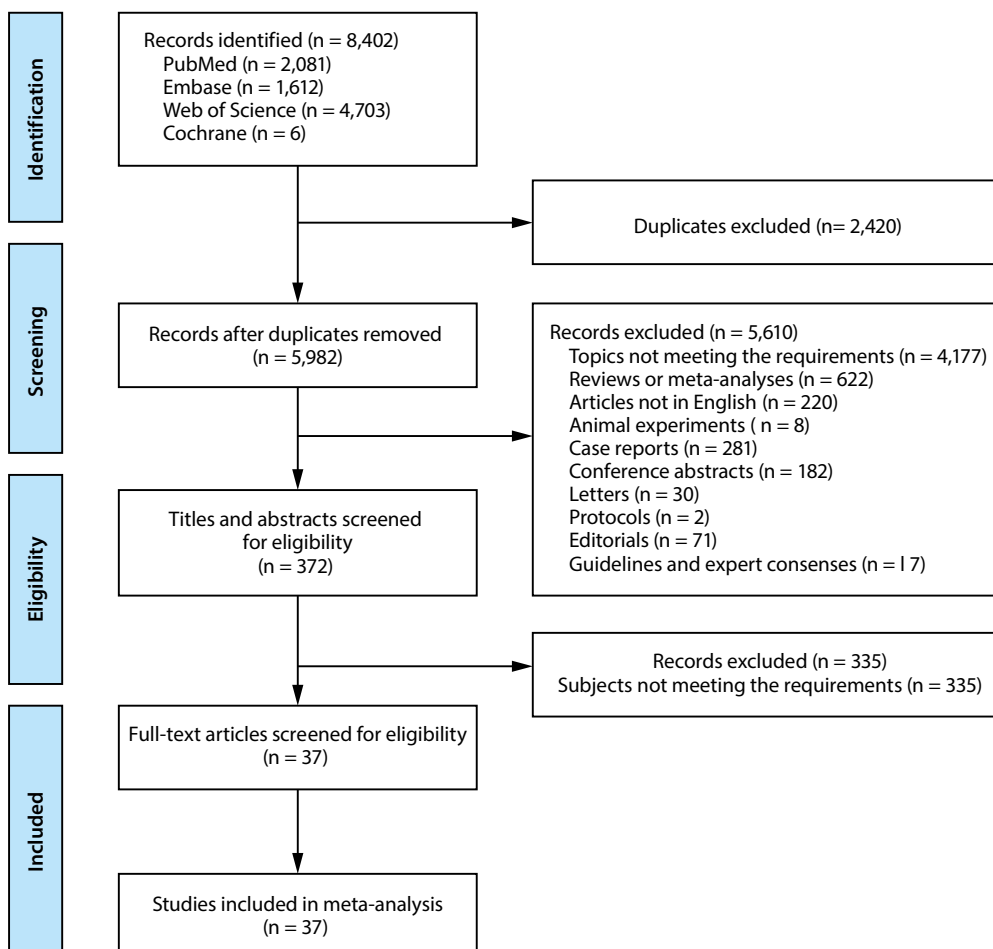 Identification
Records identified (n = 8,402)
PubMed (n = 2,081)
Embase (n = 1,612)
Web of Science (n = 4,703)
Cochrane (n = 6)
Duplicates excluded (n= 2,420)
Screening
Records after duplicates removed
(n = 5,982)
Records excluded (n = 5,610)
Topics not meeting the requirements (n = 4,177)
Reviews or meta-analyses (n = 622)
Articles not in English (n = 220)
Animal experiments ( n = 8)
Case reports (n = 281)
Conference abstracts (n = 182)
Letters (n = 30)
Protocols (n = 2)
Editorials (n = 71)
Guidelines and expert consenses (n = l 7)
Eligibility
Titles and abstracts screened
for eligibility
(n = 372)
Records excluded (n = 335)
Subjects not meeting the requirements (n = 335)
Included
Full-text articles screened for eligibility
(n = 37)
Studies included in meta-analysis
(n = 37)